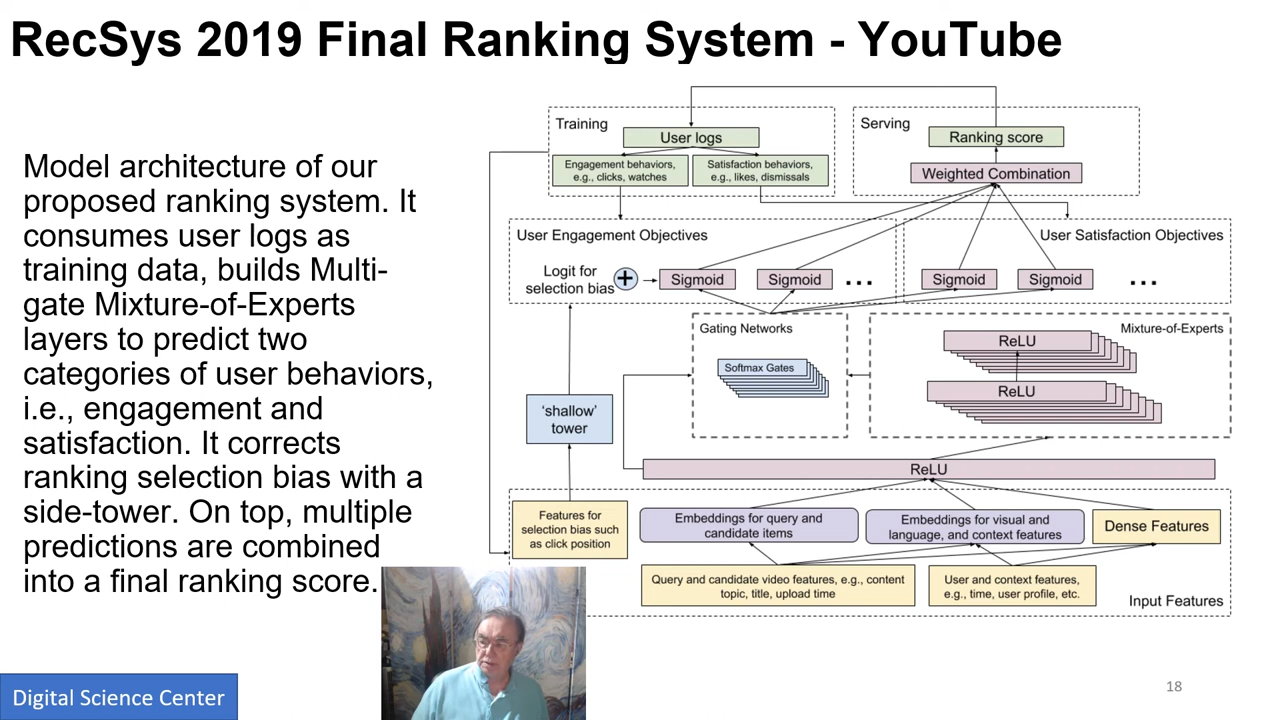 RecSys 2019 Final Ranking System - YouTube
Model architecture of our
proposed ranking system. It
consumes user logs as
training data, builds Multi-
gate Mixture-of-Experts
layers to predict two
categories of user behaviors,
i.e., engagement and
satisfaction. It corrects
ranking selection bias with a
side-tower. On top, multiple
predictions are combined
into a final ranking score.
Training
User logs
Engagement behaviors,
e.g., clicks, watches
Satisfaction behaviors,
e.g., likes, dismissals
Serving
Ranking score
Weighted Combination
User Engagement Objectives
Logit for
selection bias
+
Sigmoid
Sigmoid
...
User Satisfaction Objectives
Sigmoid
Sigmoid
...
Gating Networks
Softmax Gates
Mixture-of-Experts
ReLU
ReLU
'shallow'
tower
ReLU
Features for
selection bias such
as click position
Embeddings for query and
candidate items
Embeddings for visual and
language, and context features
Dense Features
Query and candidate video features, e.g., content
topic, title, upload time
User and context features,
e.g., time, user profile, etc.
Input Features
Digital Science Center
18